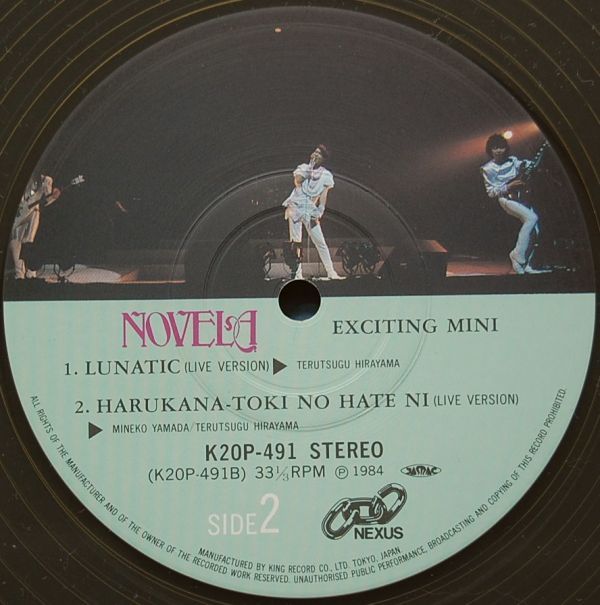 NOVELA
EXCITING MINI
1. LUNATIC (LIVE VERSION) ▶ TERUTSUGU HIRAYAMA
2. HARUKANA-TOKI NO HATE NI (LIVE VERSION)
▶ MINEKO YAMADA/TERUTSUGU HIRAYAMA
K20P-491 STEREO
(K20P-491B) 33⅓RPM Ⓟ 1984 JASRAC
SIDE 2
NEXUS
MANUFACTURED BY KING RECORD CO., LTD. TOKYO, JAPAN
ALL RIGHTS OF THE MANUFACTURER AND OF THE OWNER OF THE RECORDED WORK RESERVED. UNAUTHORISED PUBLIC PERFORMANCE, BROADCASTING AND COPYING OF THIS RECORD PROHIBITED.